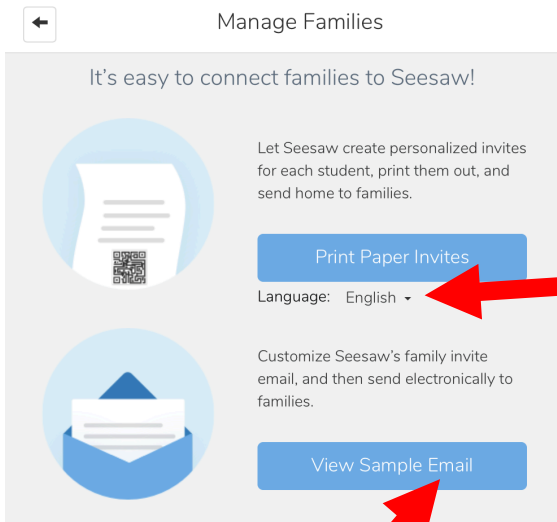 Manage Families
It's easy to connect families to Seesaw!
Let Seesaw create personalized invites
for each student, print them out, and
send home to families.
Print Paper Invites
Language: English
Customize Seesaw's family invite
email, and then send electronically to
families.
View Sample Email